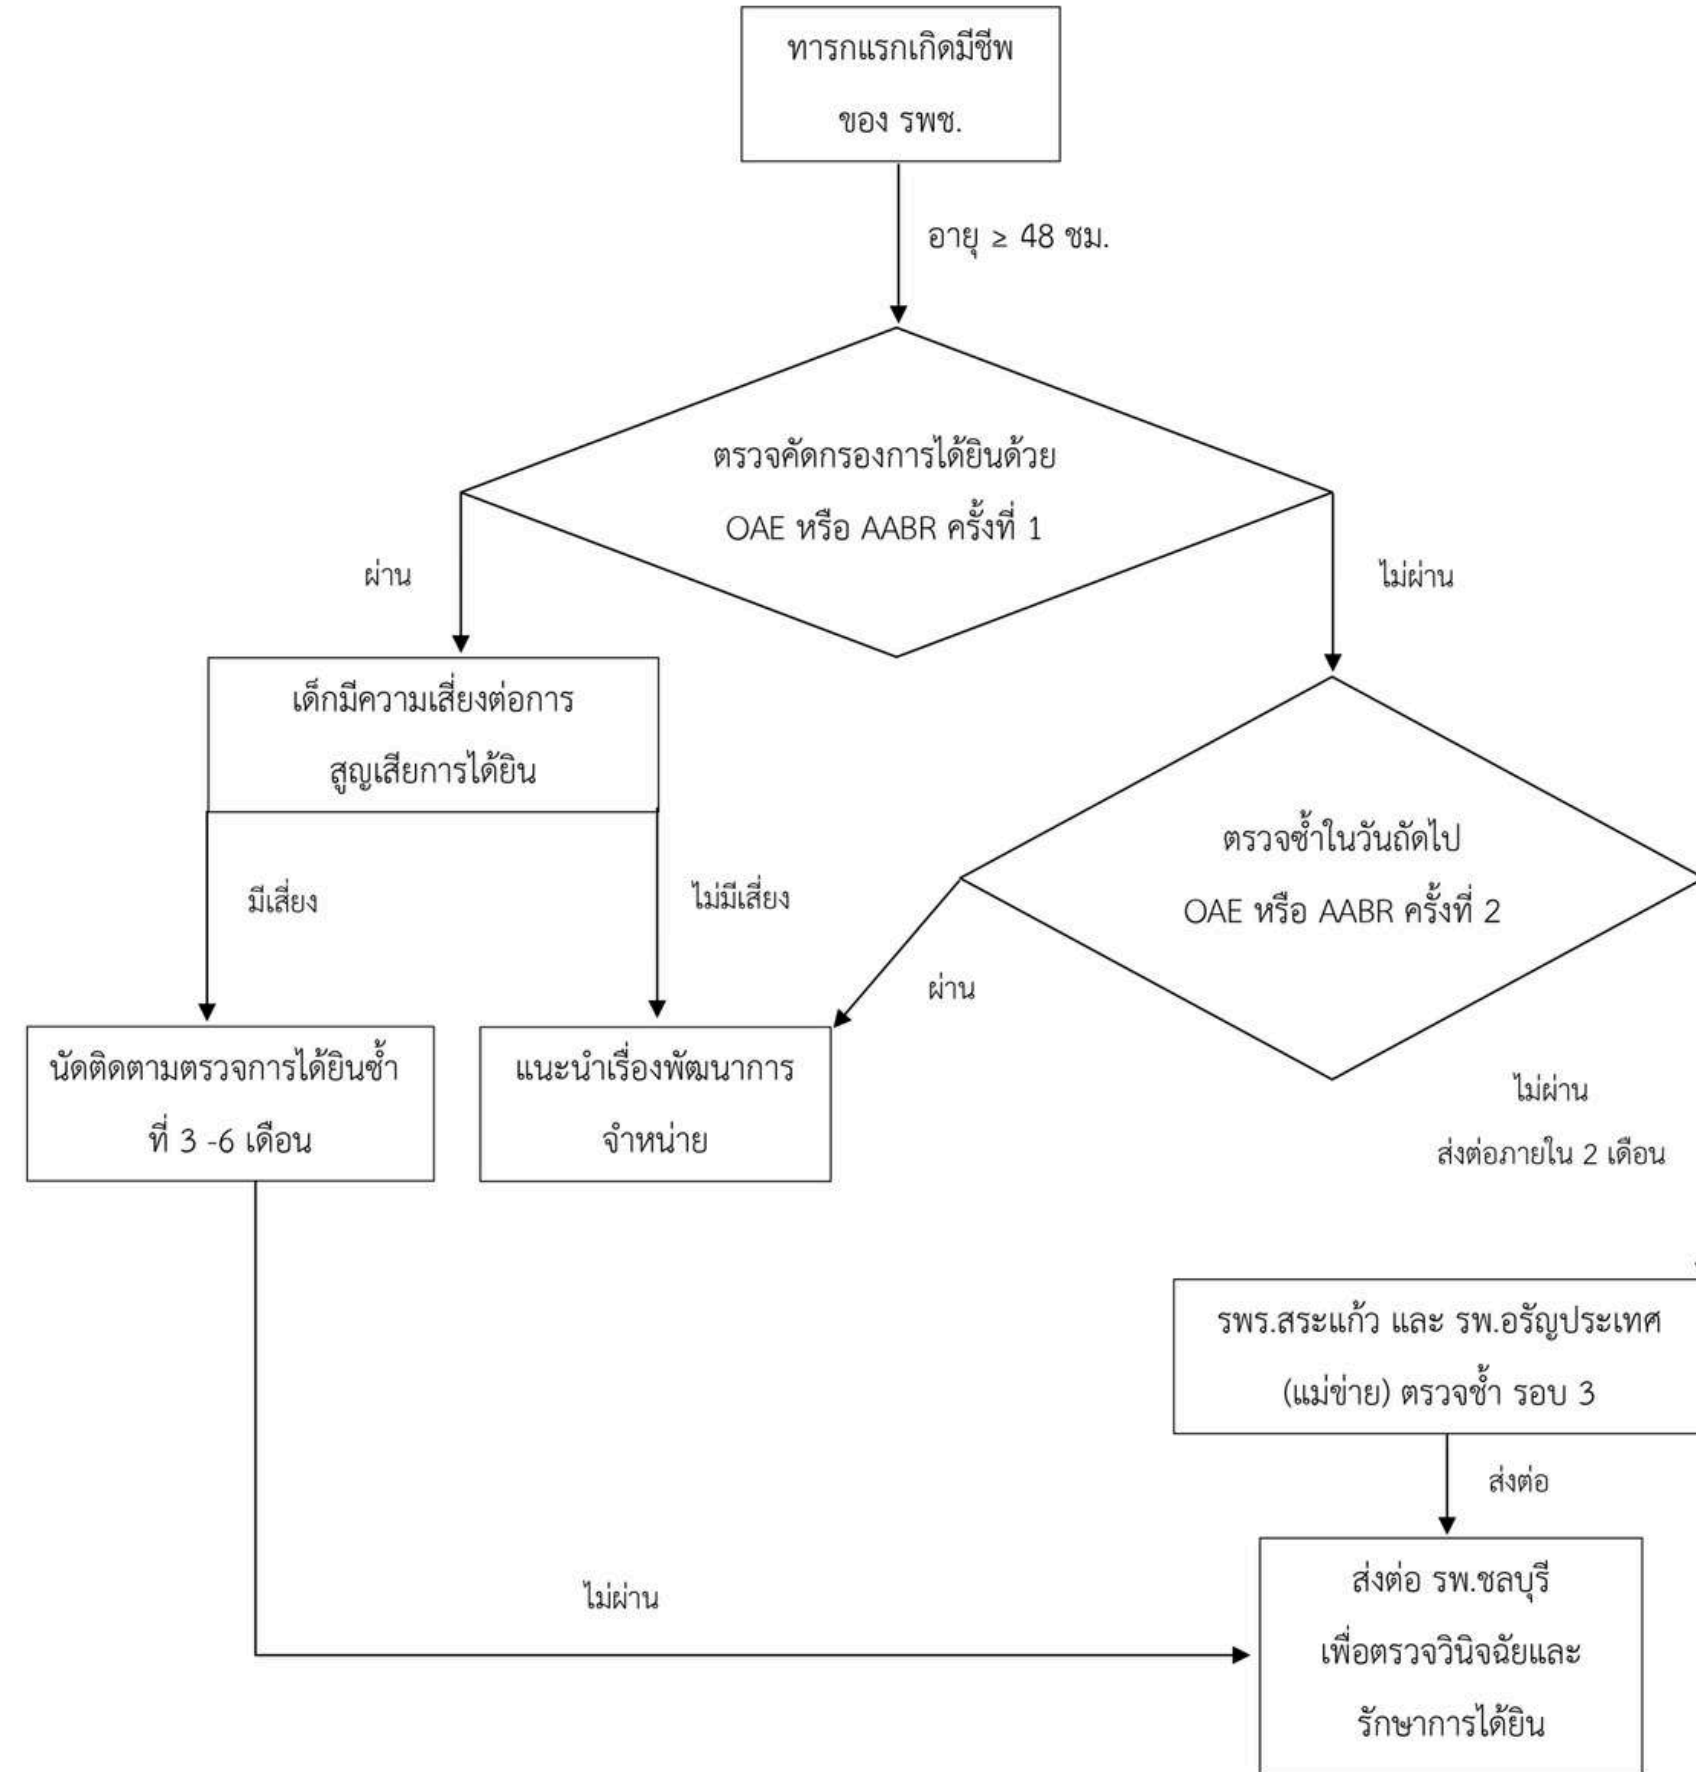 ทารกแรกเกิดมีชีพ
ของ รพช.
อายุ ≥ 48 ชม.
ตรวจคัดกรองการได้ยินด้วย
OAE หรือ AABR ครั้งที่ 1
ผ่าน
ไม่ผ่าน
เด็กมีความเสี่ยงต่อการ
สูญเสียการได้ยิน
ตรวจซ้ำในวันถัดไป
OAE หรือ AABR ครั้งที่ 2
มีเสี่ยง
ไม่มีเสี่ยง
ผ่าน
นัดติดตามตรวจการได้ยินซ้ำ
ที่ 3 -6 เดือน
แนะนำเรื่องพัฒนาการ
จำหน่าย
ไม่ผ่าน
ส่งต่อภายใน 2 เดือน
รพร.สระแก้ว และ รพ.อรัญประเทศ
(แม่ข่าย) ตรวจช้ำ รอบ 3
ส่งต่อ
ไม่ผ่าน
ส่งต่อ รพ.ชลบุรี
เพื่อตรวจวินิจฉัยและ
รักษาการได้ยิน